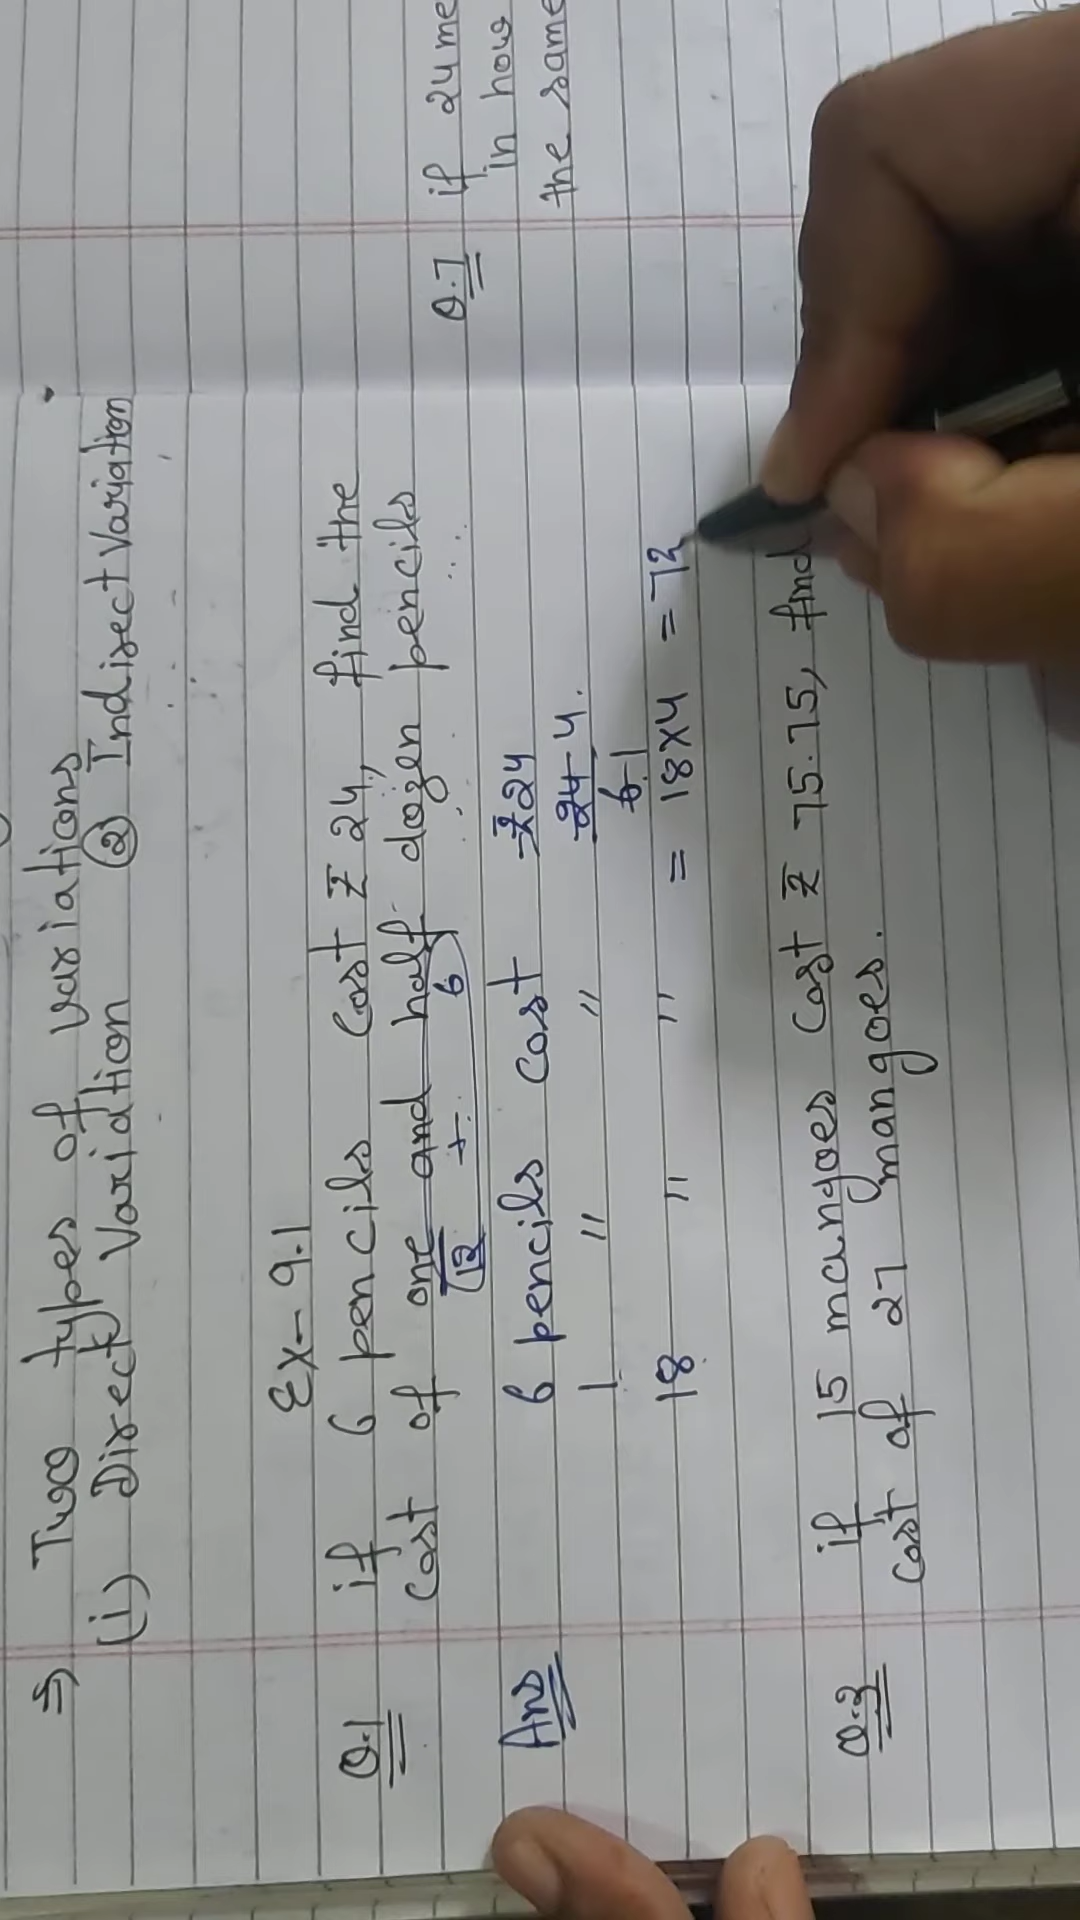 ⇒ Two types of variations
(i) Direct Variation ② Indirect Variation
Ex- 9.1
Q.1 if 6 pencils cost ₹ 24, find the
cost of one and half dozen pencils
12 + 6
Ans 6 pencils cost ₹24
1 " " 24 4.
6 1
18 " " = 18×4 = 72
Q.2 if 15 mangoes cost ₹ 75.75, find
cost of 27 mangoes.
Q.7 if 24 me
in how
the same